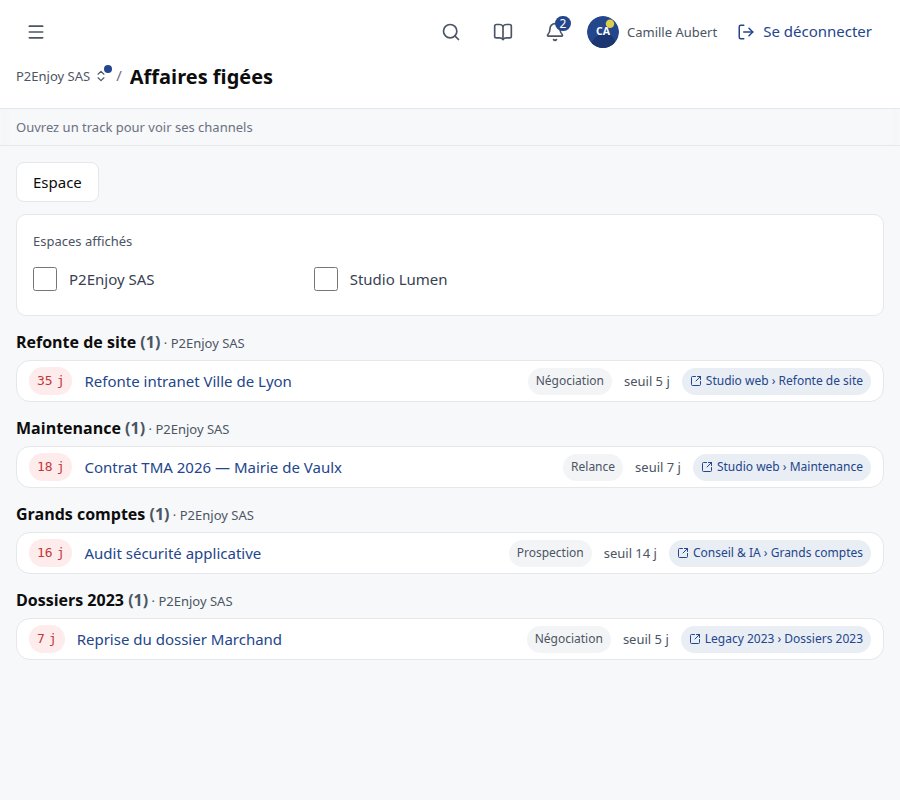 2
CA
Camille Aubert
Se déconnecter
P2Enjoy SAS / Affaires figées
Ouvrez un track pour voir ses channels
Espace
Espaces affichés
P2Enjoy SAS
Studio Lumen
Refonte de site (1) · P2Enjoy SAS
35 j Refonte intranet Ville de Lyon Négociation seuil 5 j Studio web › Refonte de site
Maintenance (1) · P2Enjoy SAS
18 j Contrat TMA 2026 — Mairie de Vaulx Relance seuil 7 j Studio web › Maintenance
Grands comptes (1) · P2Enjoy SAS
16 j Audit sécurité applicative Prospection seuil 14 j Conseil & IA › Grands comptes
Dossiers 2023 (1) · P2Enjoy SAS
7 j Reprise du dossier Marchand Négociation seuil 5 j Legacy 2023 › Dossiers 2023